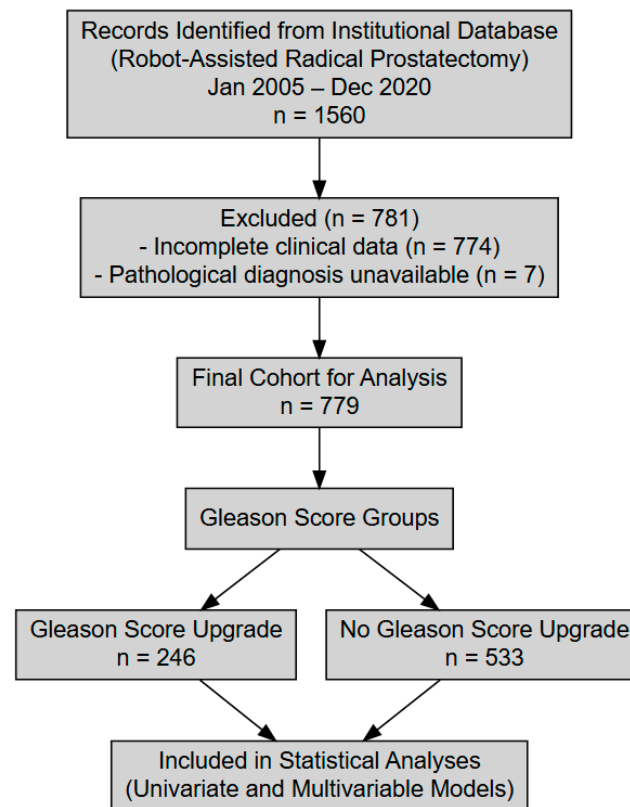 Records Identified from Institutional Database
(Robot-Assisted Radical Prostatectomy)
Jan 2005 – Dec 2020
n = 1560
Excluded (n = 781)
- Incomplete clinical data (n = 774)
- Pathological diagnosis unavailable (n = 7)
Final Cohort for Analysis
n = 779
Gleason Score Groups
Gleason Score Upgrade
n = 246
No Gleason Score Upgrade
n = 533
Included in Statistical Analyses
(Univariate and Multivariable Models)